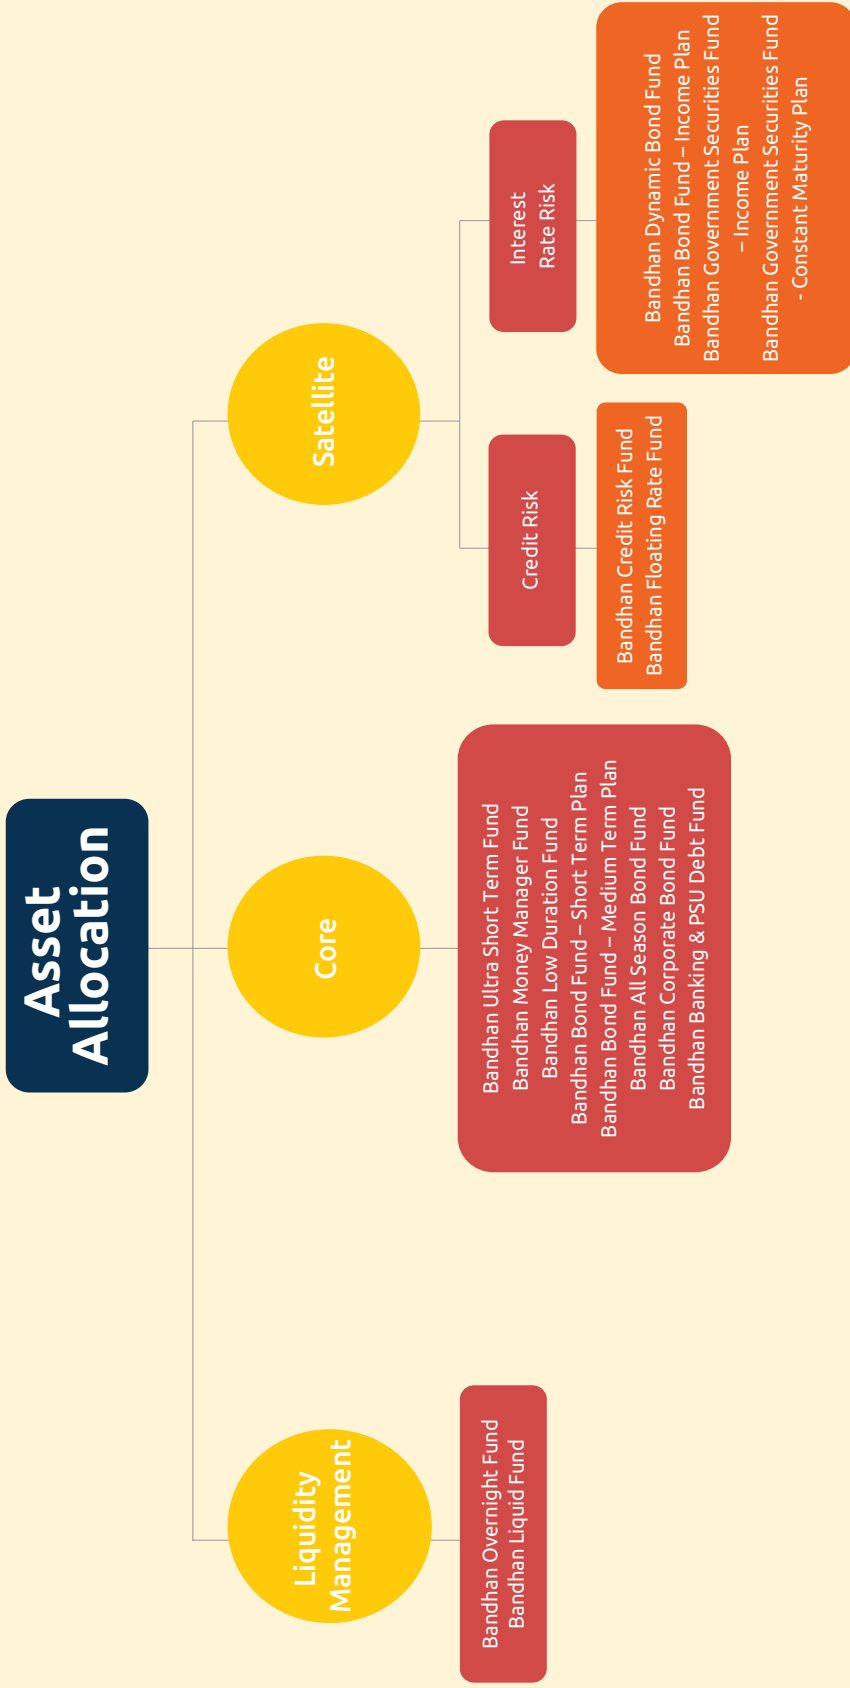 Asset
Allocation
Liquidity
Management
Core
Satellite
Bandhan Overnight Fund
Bandhan Liquid Fund
Bandhan Ultra Short Term Fund
Bandhan Money Manager Fund
Bandhan Low Duration Fund
Bandhan Bond Fund – Short Term Plan
Bandhan Bond Fund – Medium Term Plan
Bandhan All Season Bond Fund
Bandhan Corporate Bond Fund
Bandhan Banking & PSU Debt Fund
Credit Risk
Interest
Rate Risk
Bandhan Credit Risk Fund
Bandhan Floating Rate Fund
Bandhan Dynamic Bond Fund
Bandhan Bond Fund – Income Plan
Bandhan Government Securities Fund
– Income Plan
Bandhan Government Securities Fund
- Constant Maturity Plan